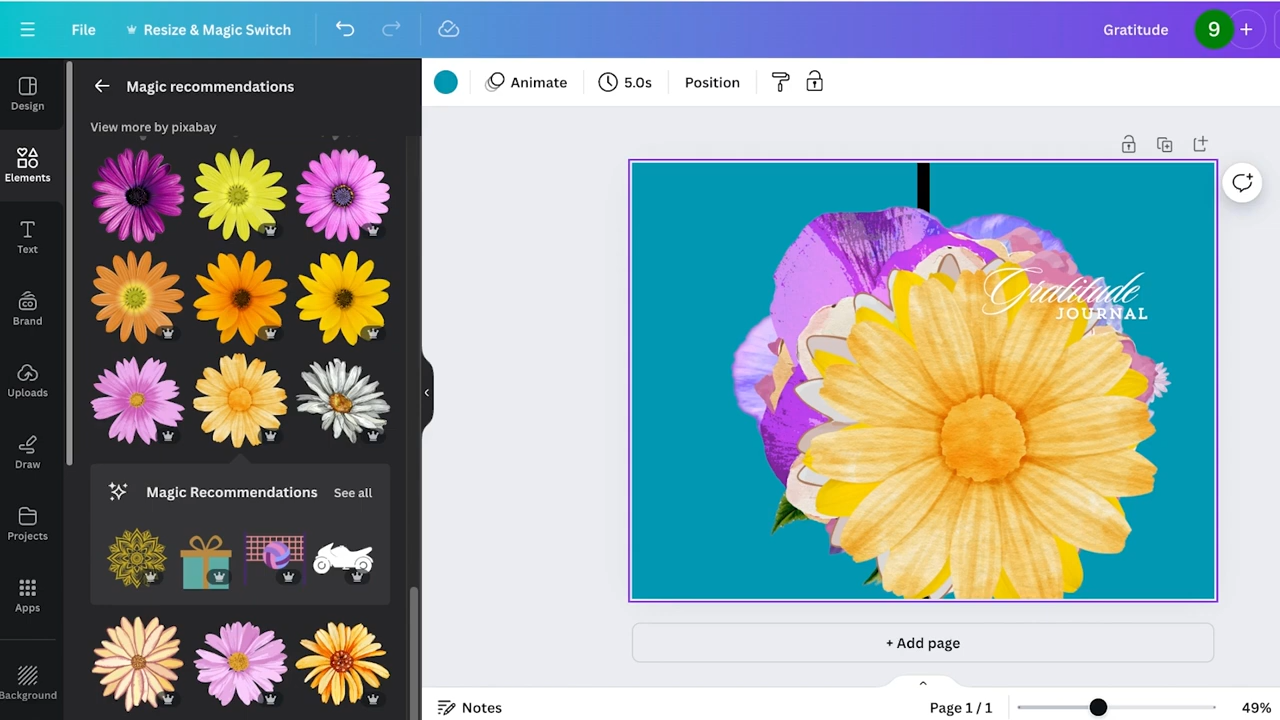 File
Resize & Magic Switch
Gratitude
9
+
Design
Elements
Text
Brand
Uploads
Draw
Projects
Apps
Background
Magic recommendations
View more by pixabay
Magic Recommendations
See all
Animate
5.0s
Position
Gratitude
JOURNAL
+ Add page
Notes
Page 1 / 1
49%